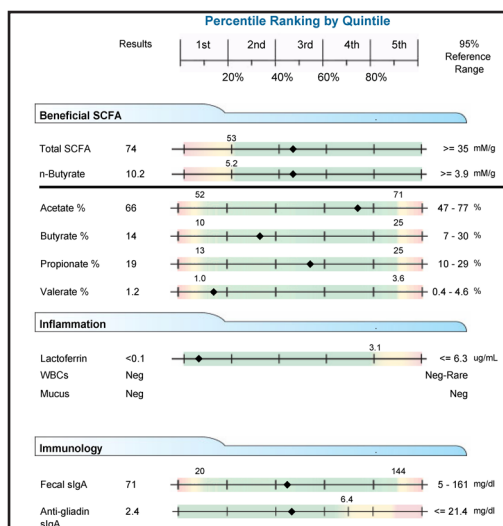 Percentile Ranking by Quintile
Results 1st 2nd 3rd 4th 5th 95% Reference Range
20% 40% 60% 80%
Beneficial SCFA
53
Total SCFA 74 >= 35 mM/g
5.2
n-Butyrate 10.2 >= 3.9 mM/g
52 71
Acetate % 66 47 - 77 %
10 25
Butyrate % 14 7 - 30 %
13 25
Propionate % 19 10 - 29 %
1.0 3.6
Valerate % 1.2 0.4 - 4.6 %
Inflammation
3.1
Lactoferrin <0.1 <= 6.3 ug/mL
WBCs Neg Neg-Rare
Mucus Neg Neg
Immunology
20 144
Fecal sIgA 71 5 - 161 mg/dl
6.4
Anti-gliadin 2.4 <= 21.4 mg/dl
sIgA